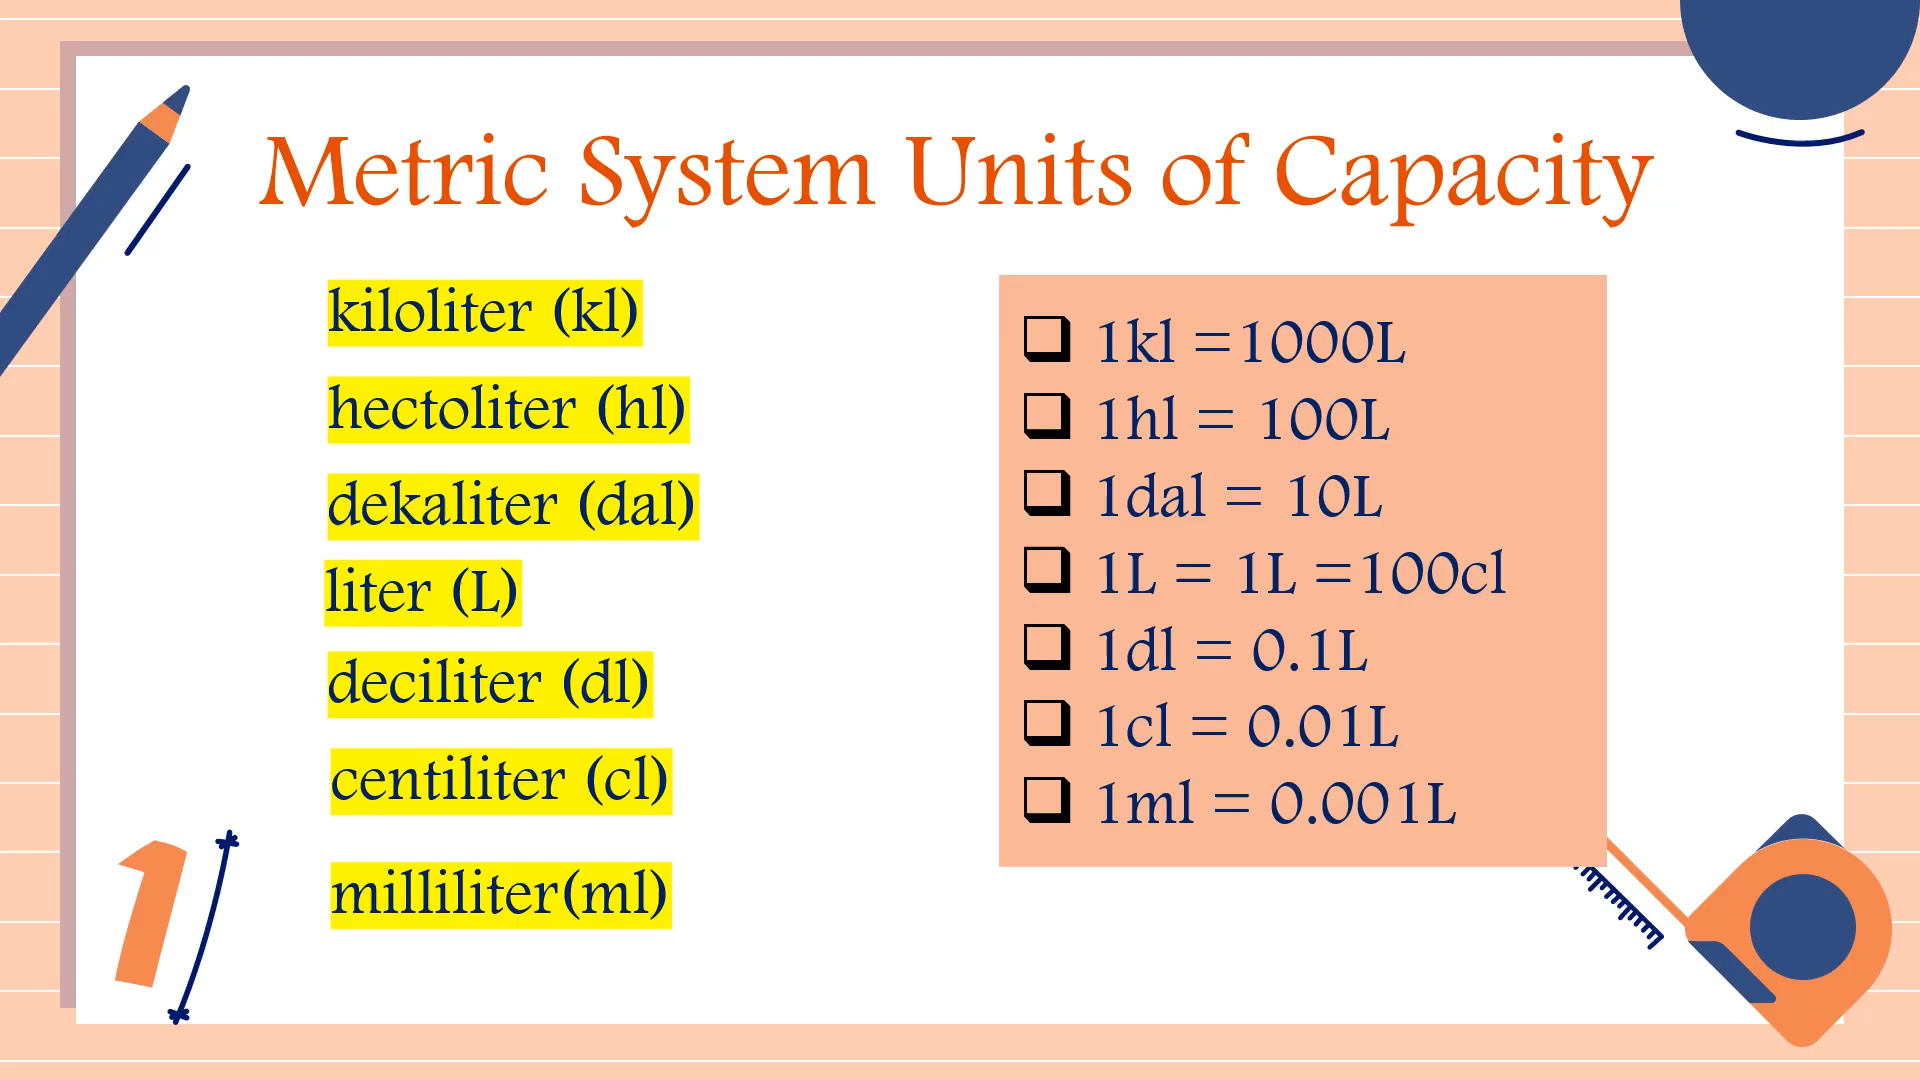 Metric System Units of Capacity
kiloliter (kl)
hectoliter (hl)
dekaliter (dal)
liter (L)
deciliter (dl)
centiliter (cl)
milliliter(ml)
1kl =1000L
1hl = 100L
1dal = 10L
1L = 1L =100cl
1dl = 0.1L
1cl = 0.01L
1ml = 0.001L
1